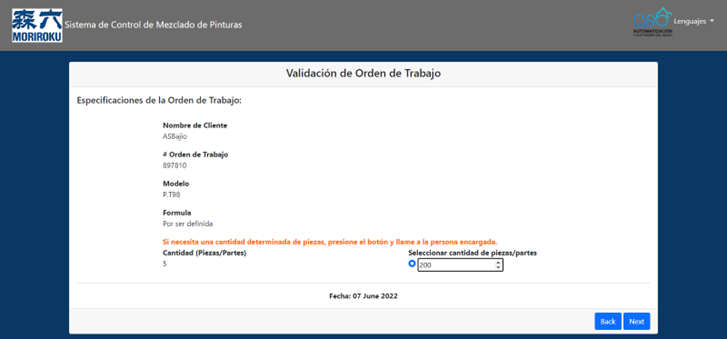 森六
MORIROKU
Sistema de Control de Mezclado de Pinturas
AUTOMATIZACIÓN
Lenguajes
Validación de Orden de Trabajo
Especificaciones de la Orden de Trabajo:
Nombre de Cliente
ASBajio
# Orden de Trabajo
897810
Modelo
P.T98
Formula
Por ser definida
Si necesita una cantidad determinada de piezas, presione el botón y llame a la persona encargada.
Cantidad (Piezas/Partes)
5
Seleccionar cantidad de piezas/partes
200
Fecha: 07 June 2022
Back Next